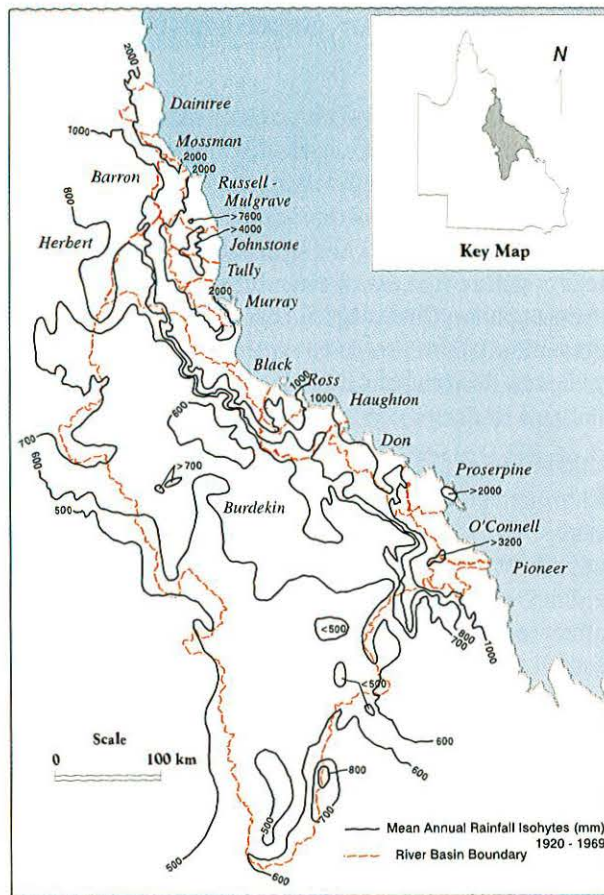 2000
Daintree
1000
Mossman
2000
2000
Barron
Russell -
Mulgrave
800
>7600
>4000
Herbert
Johnstone
Tully
2000
Murray
Black
Ross
1000
1000
Haughton
600
Don
700
600
>700
500
Proserpine
>2000
Burdekin
O'Connell
>3200
Pioneer
<500
1000
800
700
<500
600
600
Scale
0 100 km
800
700
500
500
600
N
Key Map
Mean Annual Rainfall Isohytes (mm)
1920 - 1969
River Basin Boundary